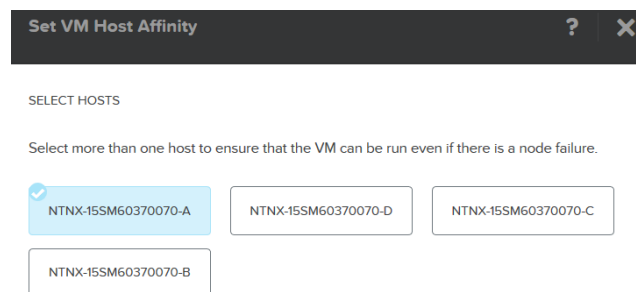 Set VM Host Affinity ? X
SELECT HOSTS
Select more than one host to ensure that the VM can be run even if there is a node failure.
NTNX-15SM60370070-A NTNX-15SM60370070-D NTNX-15SM60370070-C
NTNX-15SM60370070-B